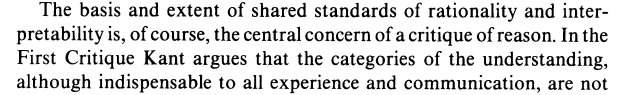 The basis and extent of shared standards of rationality and inter-
pretability is, of course, the central concern of a critique of reason. In the
First Critique Kant argues that the categories of the understanding,
although indispensable to all experience and communication, are not